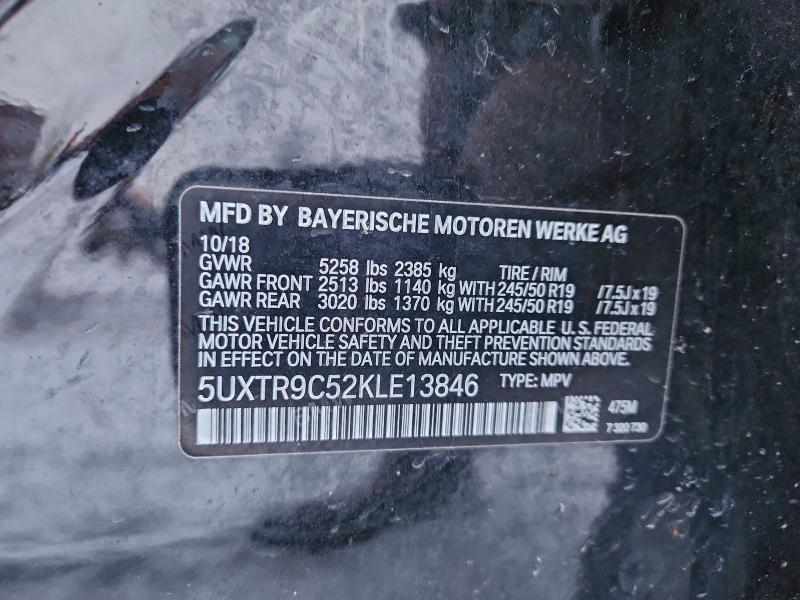 MFD BY BAYERISCHE MOTOREN WERKE AG
10/18
GVWR 5258 lbs 2385 kg TIRE / RIM
GAWR FRONT 2513 lbs 1140 kg WITH 245/50 R19 /7.5J x 19
GAWR REAR 3020 lbs 1370 kg WITH 245/50 R19 /7.5J x 19
THIS VEHICLE CONFORMS TO ALL APPLICABLE U.S. FEDERAL
MOTOR VEHICLE SAFETY AND THEFT PREVENTION STANDARDS
IN EFFECT ON THE DATE OF MANUFACTURE SHOWN ABOVE.
5UXTR9C52KLE13846 TYPE: MPV
475M
7 320 730